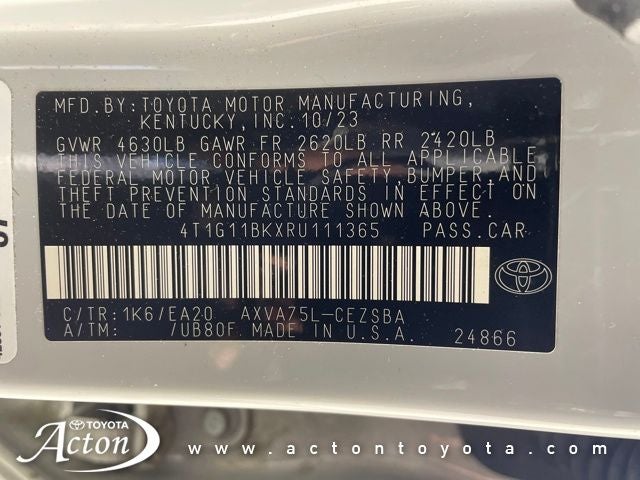 MFD.BY:TOYOTA MOTOR MANUFACTURING,
KENTUCKY,INC.10/23
GVWR 4630LB GAWR FR 2620LB RR 2420LB
THIS VEHICLE CONFORMS TO ALL APPLICABLE
FEDERAL MOTOR VEHICLE SAFETY,BUMPER,AND
THEFT PREVENTION STANDARDS IN EFFECT ON
THE DATE OF MANUFACTURE SHOWN ABOVE.
4T1G11BKXRU111365 PASS.CAR
C/TR:1K6/EA20 AXVA75L-CEZSBA
A/TM: /UB80F. MADE IN U.S.A. 24866
TOYOTA
Acton
www.actontoyota.com